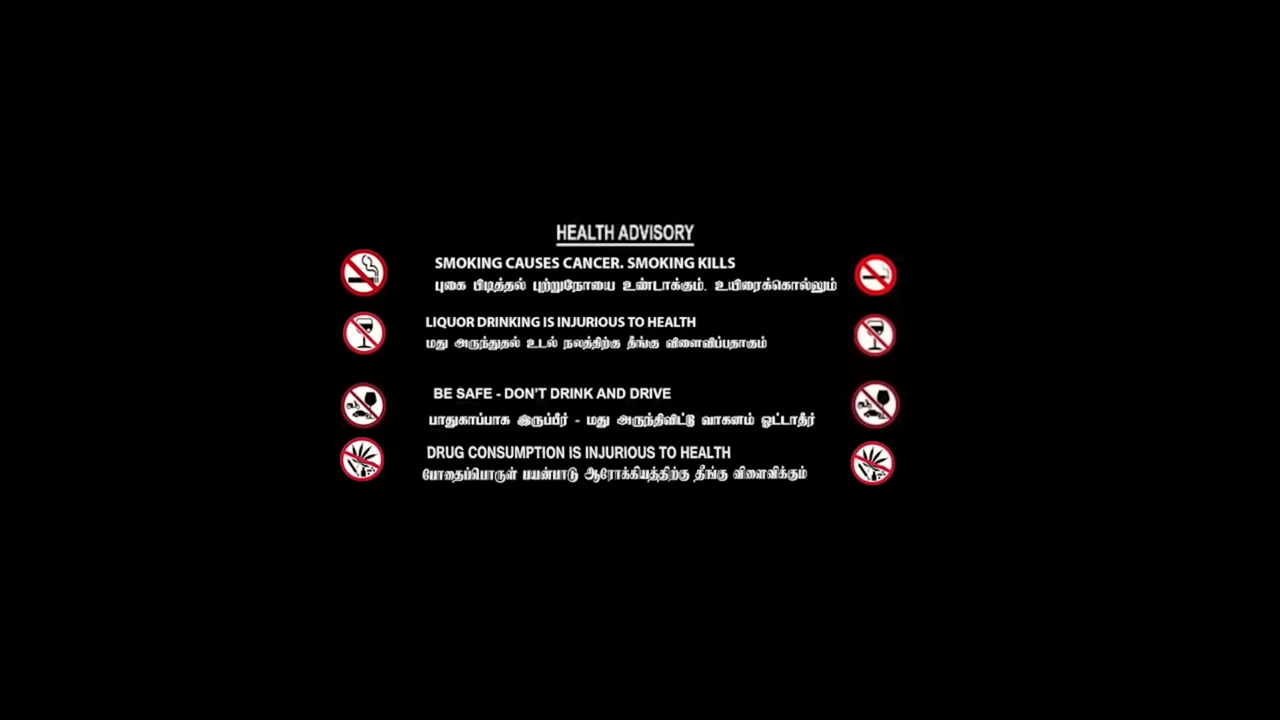 HEALTH ADVISORY
SMOKING CAUSES CANCER. SMOKING KILLS
புகை பிடித்தல் புற்றுநோயை உண்டாக்கும். உயிரைக்கொல்லும்
LIQUOR DRINKING IS INJURIOUS TO HEALTH
மது அருந்துதல் உடல் நலத்திற்கு தீங்கு விளைவிப்பதாகும்
BE SAFE - DON'T DRINK AND DRIVE
பாதுகாப்பாக இருப்பீர் - மது அருந்திவிட்டு வாகனம் ஓட்டாதீர்
DRUG CONSUMPTION IS INJURIOUS TO HEALTH
போதைப்பொருள் பயன்பாடு ஆரோக்கியத்திற்கு தீங்கு விளைவிக்கும்